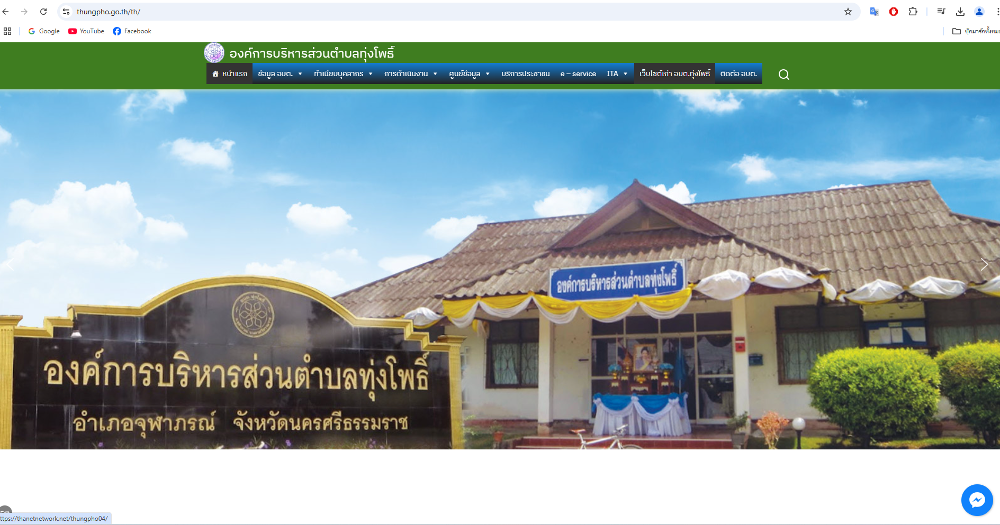 thungpho.go.th/th/
Google YouTube Facebook
บุ๊กมาร์กทั้งหมด
องค์การบริหารส่วนตำบลทุ่งโพธิ์
หน้าแรก ข้อมูล อบต. ทำเนียบบุคลากร การดำเนินงาน ศูนย์ข้อมูล บริการประชาชน e – service ITA เว็บไซต์เก่า อบต.ทุ่งโพธิ์ ติดต่อ อบต.
องค์การบริหารส่วนตำบลทุ่งโพธิ์
องค์การบริหารส่วนตำบลทุ่งโพธิ์
อำเภอจุฬาภรณ์ จังหวัดนครศรีธรรมราช
ttps://thanetnetwork.net/thungpho04/